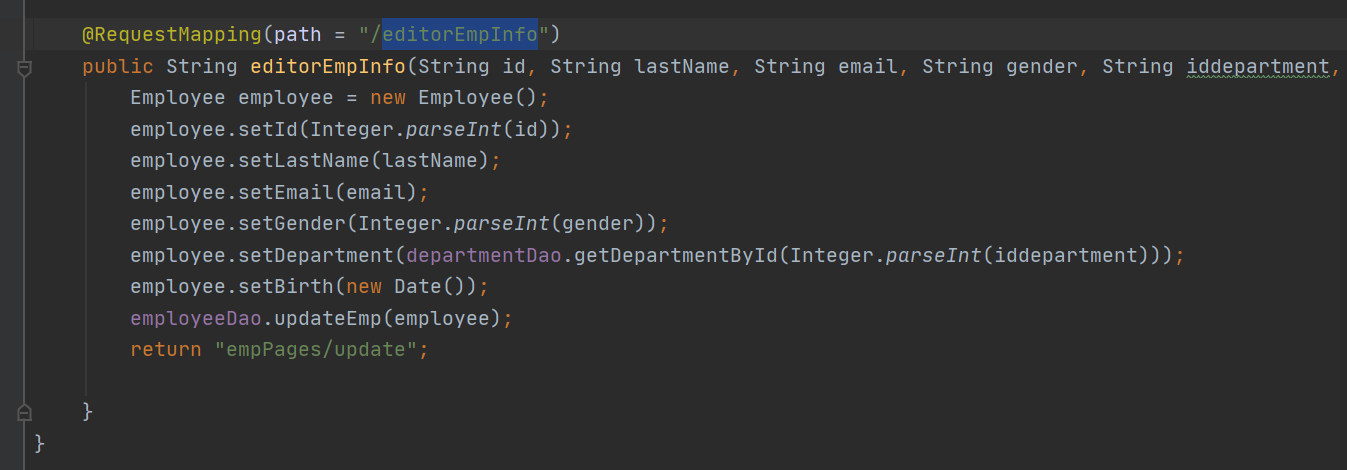 @RequestMapping(path = "/editorEmpInfo")
public String editorEmpInfo(String id, String lastName, String email, String gender, String iddepartment,
Employee employee = new Employee();
employee.setId(Integer.parseInt(id));
employee.setLastName(lastName);
employee.setEmail(email);
employee.setGender(Integer.parseInt(gender));
employee.setDepartment(departmentDao.getDepartmentById(Integer.parseInt(iddepartment)));
employee.setBirth(new Date());
employeeDao.updateEmp(employee);
return "empPages/update";
}
}